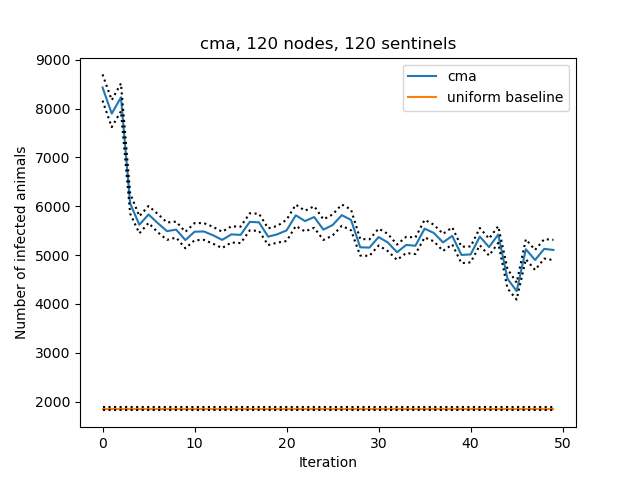 cma, 120 nodes, 120 sentinels
9000
8000
7000
6000
5000
4000
3000
2000
Number of infected animals
cma
uniform baseline
0 10 20 30 40 50
Iteration